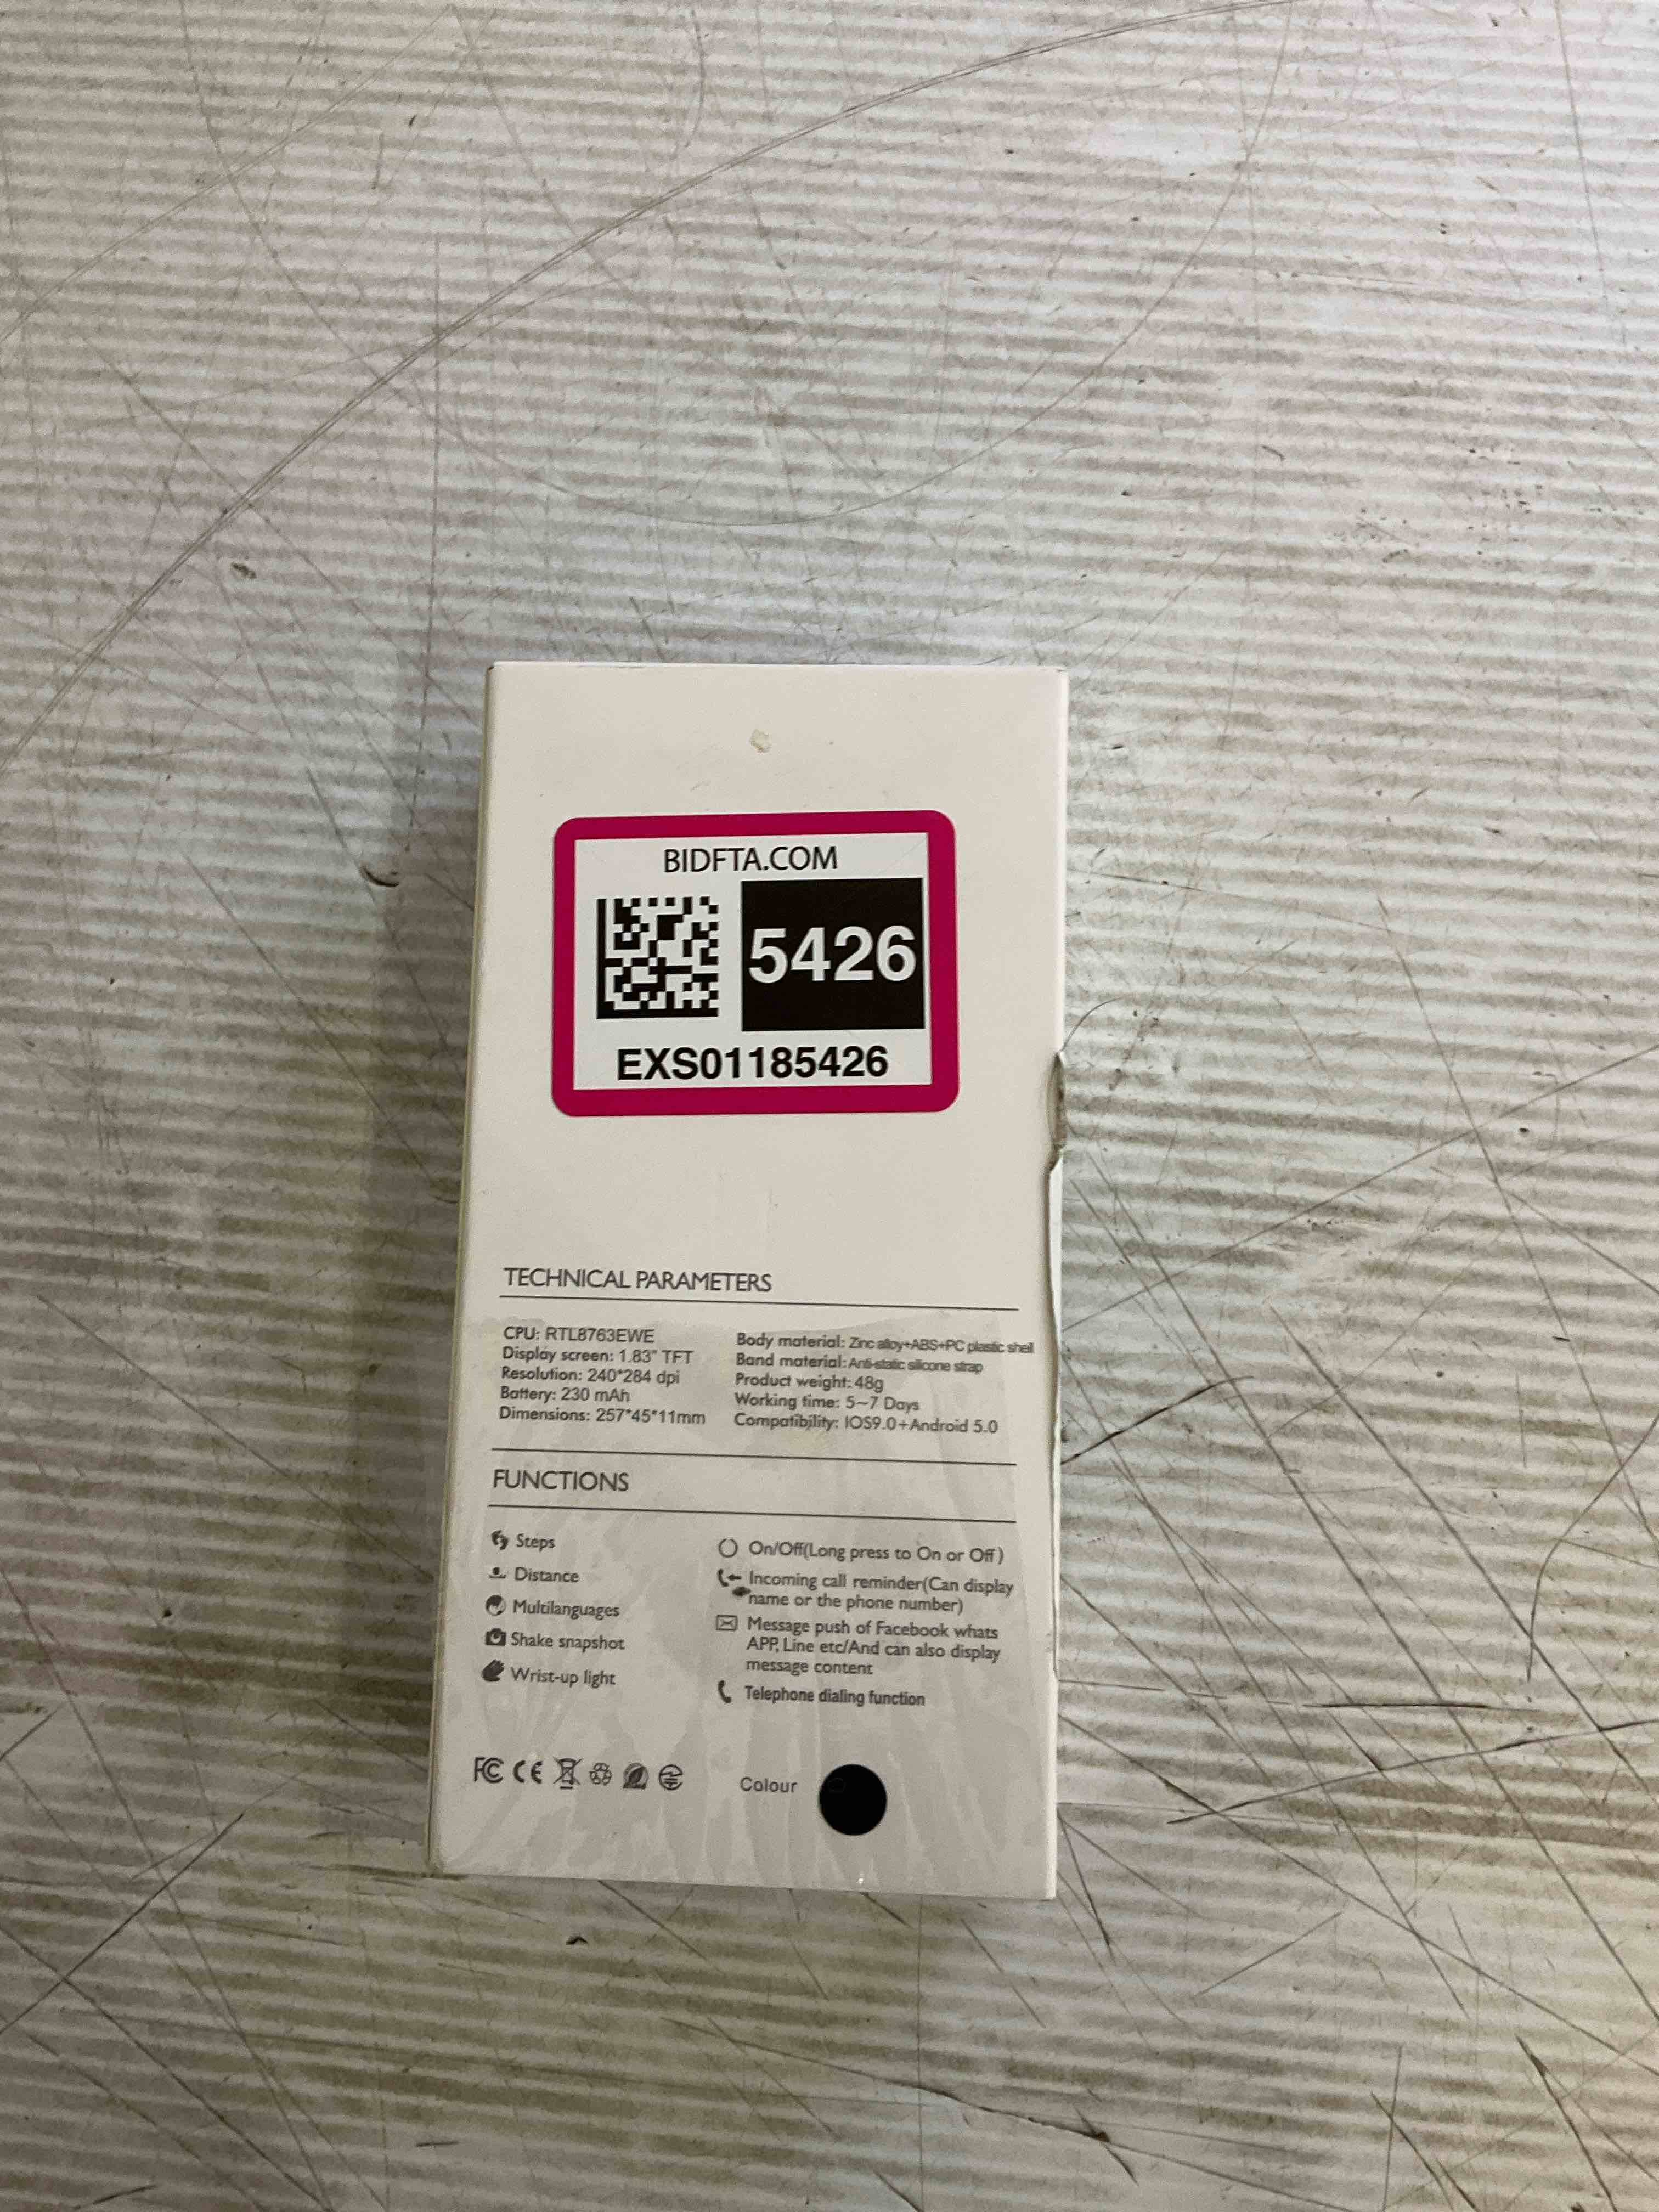 BIDFTA.COM
5426
EXS01185426
TECHNICAL PARAMETERS
CPU: RTL8763EWE
Display screen: 1.83" TFT
Resolution: 240*284 dpi
Battery: 230 mAh
Dimensions: 257*45*11mm
Body material: Zinc alloy+ABS+PC plastic shell
Band material: Anti-static silicone strap
Product weight: 48g
Working time: 5~7 Days
Compatibility: IOS9.0+Android 5.0
FUNCTIONS
Steps
Distance
Multilanguages
Shake snapshot
Wrist-up light
On/Off(Long press to On or Off )
Incoming call reminder(Can display
name or the phone number)
Message push of Facebook whats
APP, Line etc/And can also display
message content
Telephone dialing function
FC CE
Colour